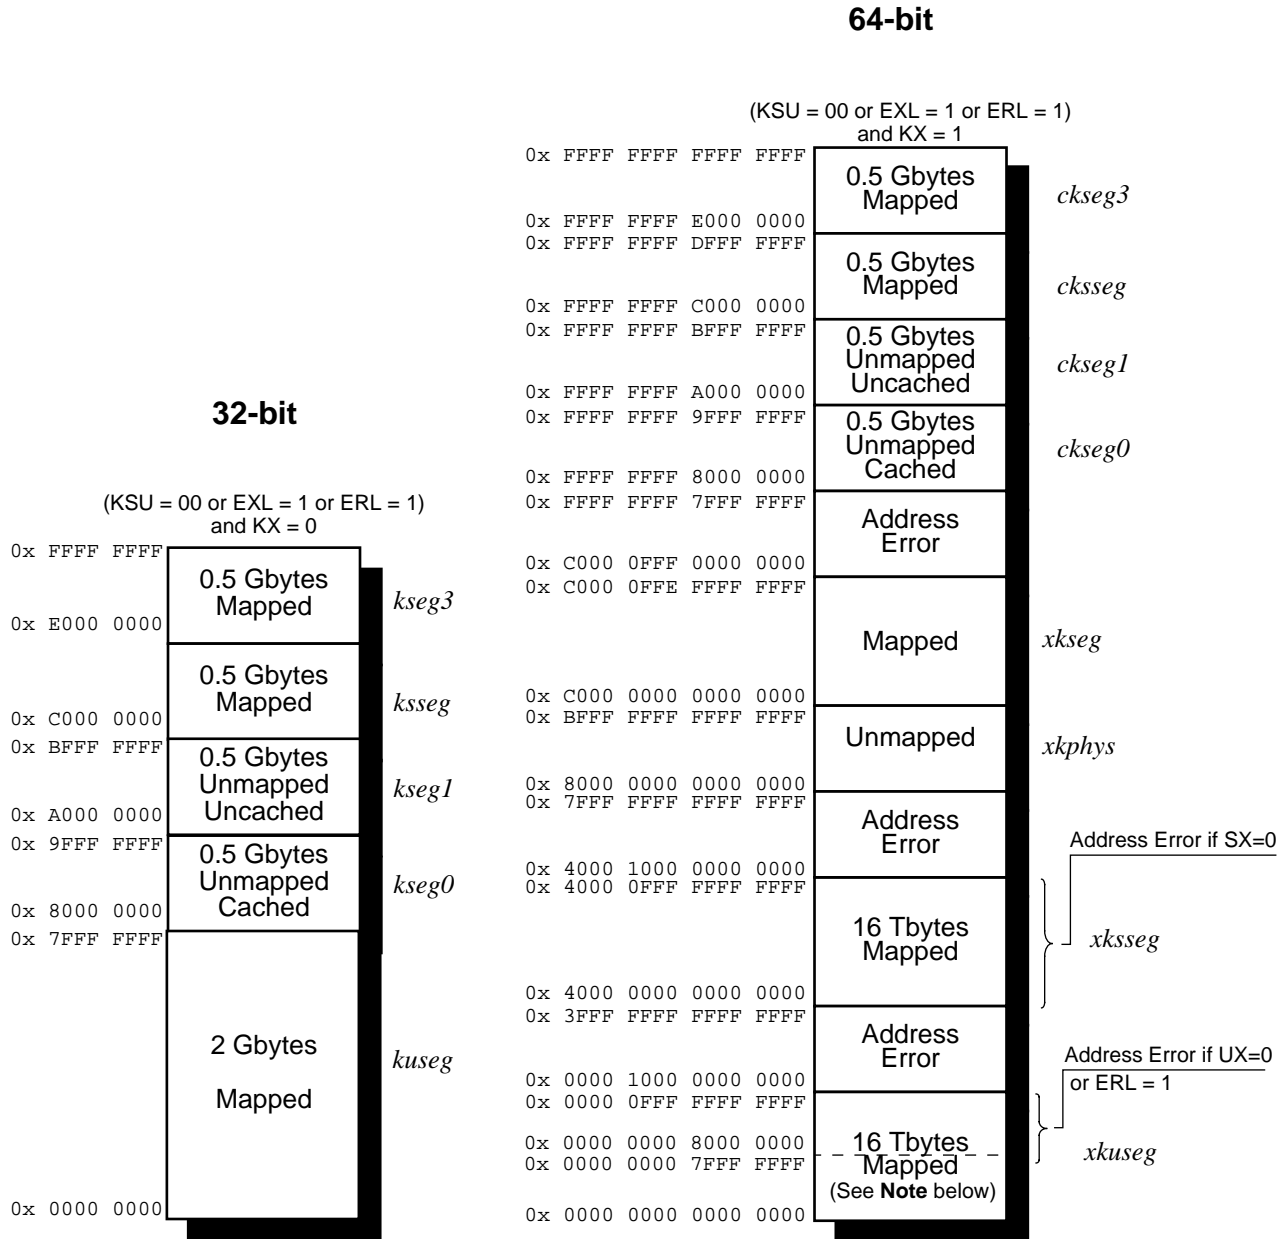 64-bit
(KSU = 00 or EXL = 1 or ERL = 1)
and KX = 1
0x FFFF FFFF FFFF FFFF
0.5 Gbytes
Mapped
ckseg3
0x FFFF FFFF E000 0000
0x FFFF FFFF DFFF FFFF
0.5 Gbytes
Mapped
cksseg
0x FFFF FFFF C000 0000
0x FFFF FFFF BFFF FFFF
0.5 Gbytes
Unmapped
Uncached
ckseg1
0x FFFF FFFF A000 0000
0x FFFF FFFF 9FFF FFFF
0.5 Gbytes
Unmapped
Cached
ckseg0
0x FFFF FFFF 8000 0000
0x FFFF FFFF 7FFF FFFF
Address
Error
0x C000 0FFF 0000 0000
0x C000 0FFE FFFF FFFF
Mapped
xkseg
0x C000 0000 0000 0000
0x BFFF FFFF FFFF FFFF
Unmapped
xkphys
0x 8000 0000 0000 0000
0x 7FFF FFFF FFFF FFFF
Address
Error
0x 4000 1000 0000 0000
0x 4000 0FFF FFFF FFFF
Address Error if SX=0
16 Tbytes
Mapped
xksseg
0x 4000 0000 0000 0000
0x 3FFF FFFF FFFF FFFF
Address
Error
0x 0000 1000 0000 0000
0x 0000 0FFF FFFF FFFF
Address Error if UX=0
or ERL = 1
0x 0000 0000 8000 0000
0x 0000 0000 7FFF FFFF
16 Tbytes
Mapped
(See Note below)
xkuseg
0x 0000 0000 0000 0000
32-bit
(KSU = 00 or EXL = 1 or ERL = 1)
and KX = 0
0x FFFF FFFF
0.5 Gbytes
Mapped
kseg3
0x E000 0000
0.5 Gbytes
Mapped
ksseg
0x C000 0000
0x BFFF FFFF
0.5 Gbytes
Unmapped
Uncached
kseg1
0x A000 0000
0x 9FFF FFFF
0.5 Gbytes
Unmapped
Cached
kseg0
0x 8000 0000
0x 7FFF FFFF
2 Gbytes
Mapped
kuseg
0x 0000 0000